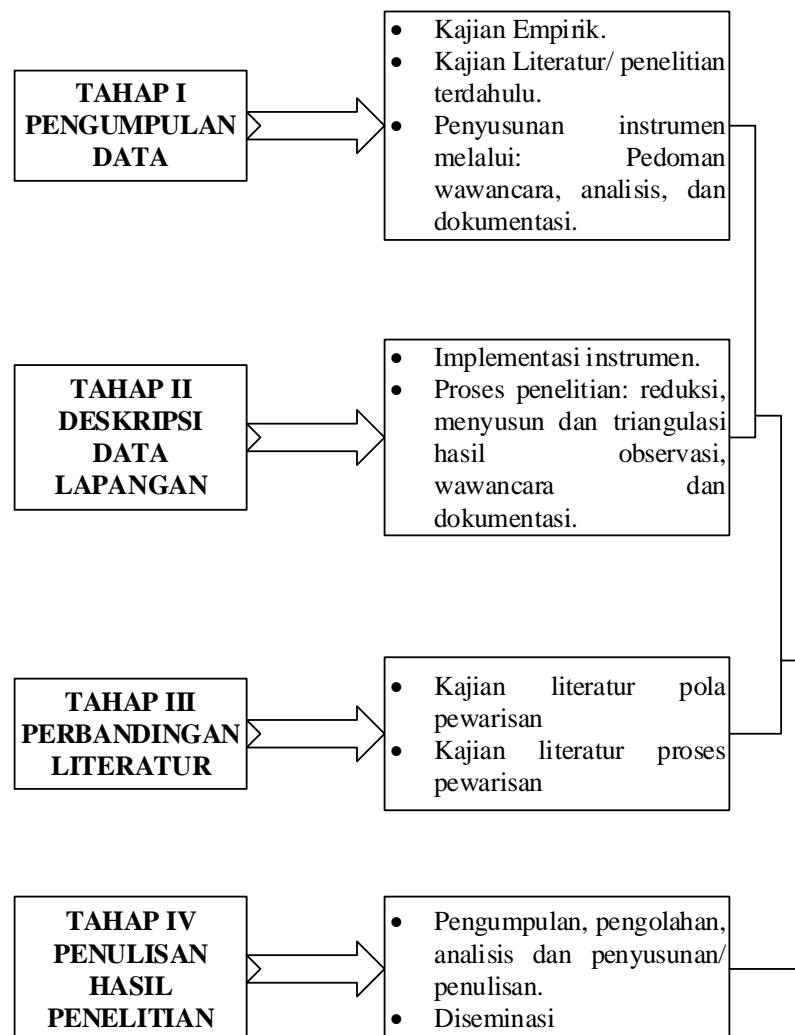 TAHAP I
PENGUMPULAN
DATA
• Kajian Empirik.
• Kajian Literatur/ penelitian
terdahulu.
• Penyusunan instrumen
melalui: Pedoman
wawancara, analisis, dan
dokumentasi.
TAHAP II
DESKRIPSI
DATA
LAPANGAN
• Implementasi instrumen.
• Proses penelitian: reduksi,
menyusun dan triangulasi
hasil observasi,
wawancara dan
dokumentasi.
TAHAP III
PERBANDINGAN
LITERATUR
• Kajian literatur pola
pewarisan
• Kajian literatur proses
pewarisan
TAHAP IV
PENULISAN
HASIL
PENELITIAN
• Pengumpulan, pengolahan,
analisis dan penyusunan/
penulisan.
• Diseminasi